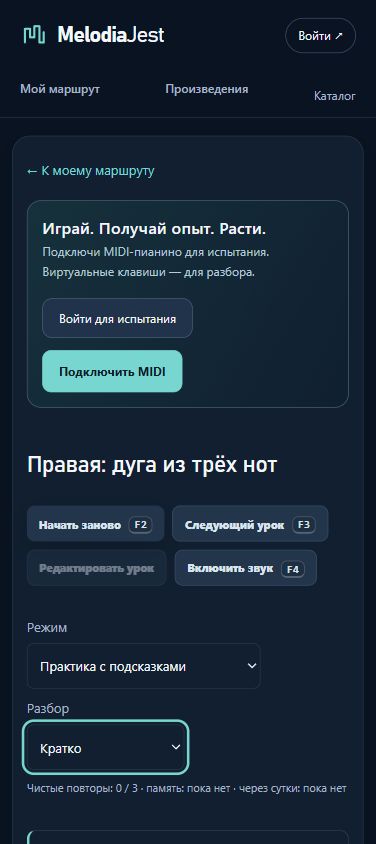 MelodiaJest
Войти ↗
Мой маршрут
Произведения
Каталог
← К моему маршруту
Играй. Получай опыт. Расти.
Подключи MIDI-пианино для испытания.
Виртуальные клавиши — для разбора.
Войти для испытания
Подключить MIDI
Правая: дуга из трёх нот
Начать заново F2
Следующий урок F3
Редактировать урок
Включить звук F4
Режим
Практика с подсказками
Разбор
Кратко
Чистые повторы: 0 / 3 · память: пока нет · через сутки: пока нет